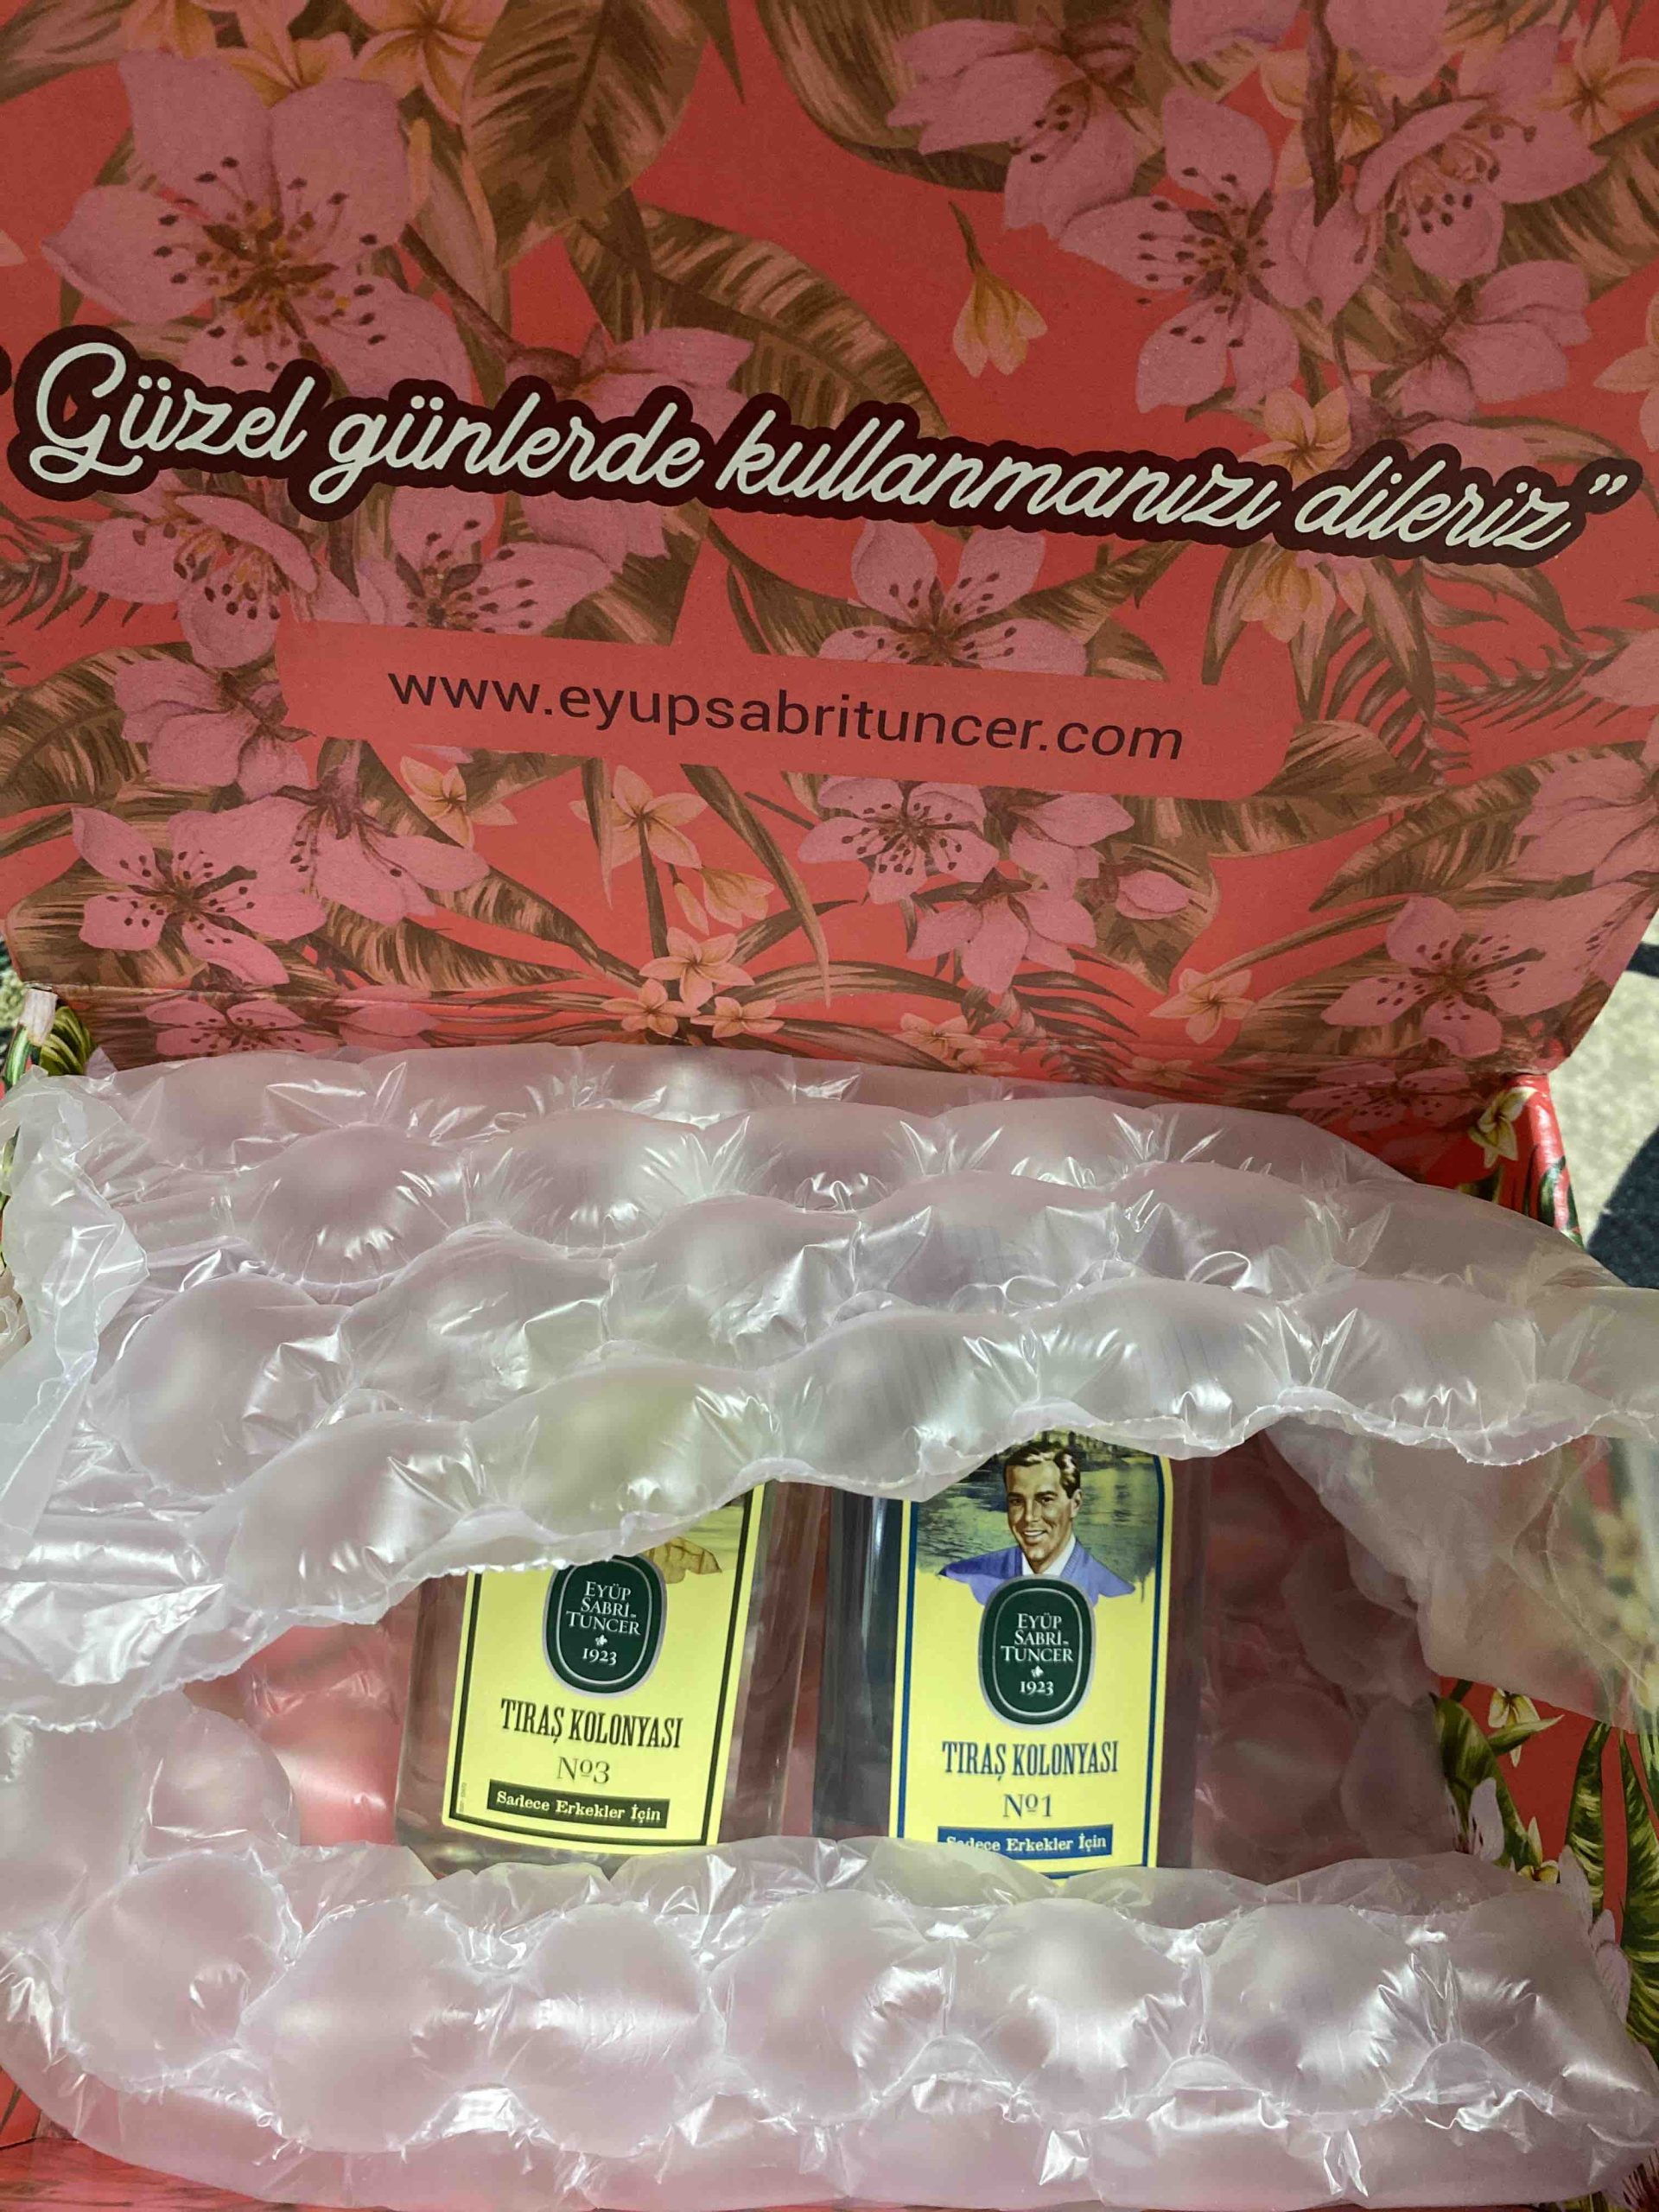 Güzel günlerde kullanmanızı dileriz”
www.eyupsabrituncer.com
EYÜP
SABRİ
TUNCER
1923
TIRAŞ KOLONYASI
Nº3
Sadece Erkekler İçin
EYÜP
SABRİ
TUNCER
1923
TIRAŞ KOLONYASI
Nº1
Sadece Erkekler İçin